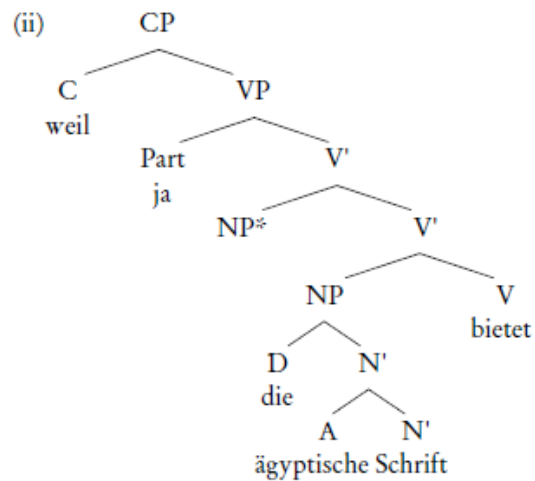 (ii) CP
C VP
weil
Part V'
ja
NP* V'
NP V
bietet
D N'
die
A N'
ägyptische Schrift